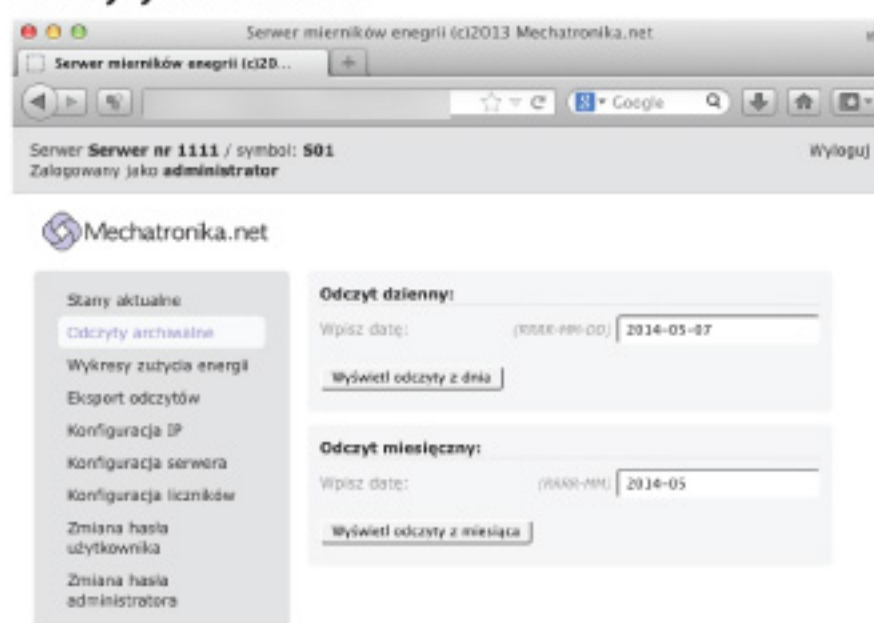 Serwer mierników enegrii (c)2013 Mechatronika.net
Serwer mierników enegrii (c)20...
Google
Serwer Serwer nr 1111 / symbol: S01
Wyloguj
Zalogowany jako administrator
Mechatronika.net
Stany aktualne
Odczyty archiwalne
Wykresy zużycia energii
Eksport odczytów
Konfiguracja IP
Konfiguracja serwera
Konfiguracja liczników
Zmiana hasła
użytkownika
Zmiana hasła
administratora
Odczyt dzienny:
Wpisz datę: (RRRR-MM-DD) 2014-05-07
Wyświetl odczyty z dnia
Odczyt miesięczny:
Wpisz datę: (RRRR-MM) 2014-05
Wyświetl odczyty z miesiąca